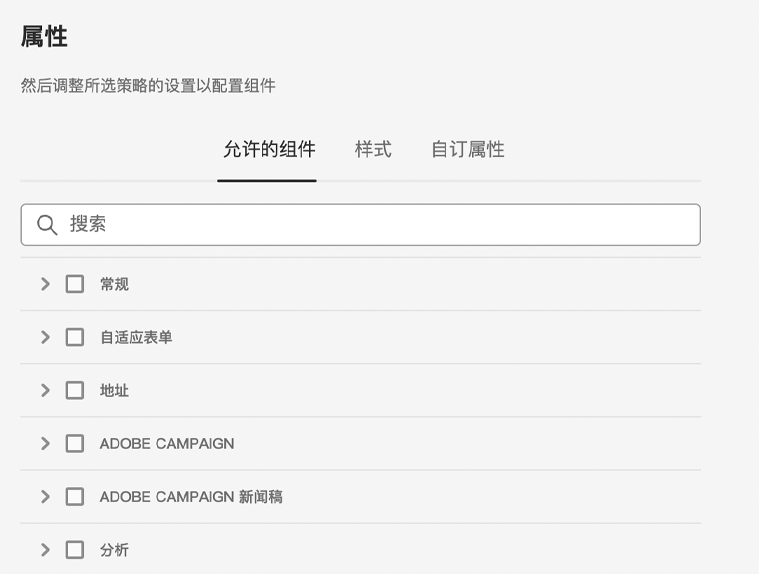 属性
然后调整所选策略的设置以配置组件
允许的组件 样式 自订属性
搜索
常规
自适应表单
地址
ADOBE CAMPAIGN
ADOBE CAMPAIGN 新闻稿
分析